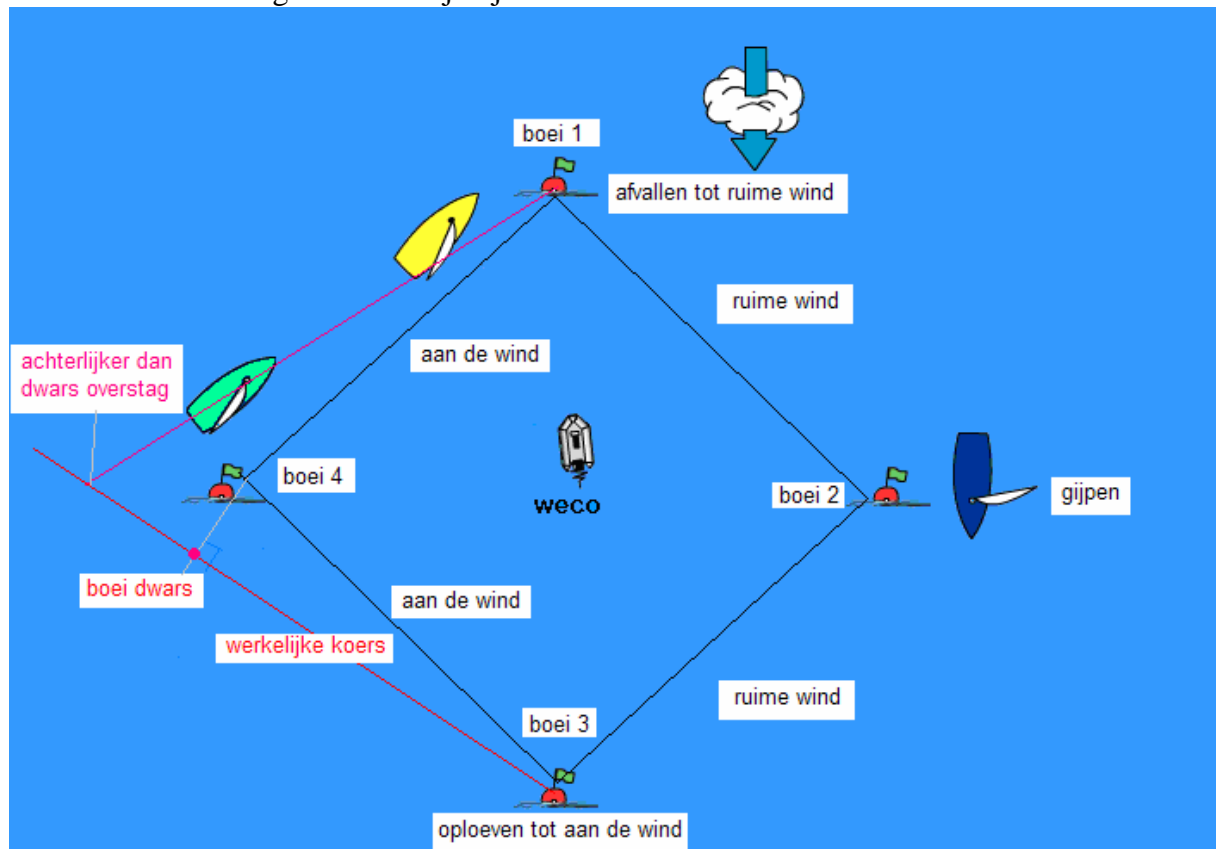 boei 1
afvallen tot ruime wind
ruime wind
aan de wind
achterlijker dan
dwars overstag
boei 4
weco
boei 2
gijpen
boei dwars
aan de wind
werkelijke koers
ruime wind
boei 3
oploeven tot aan de wind